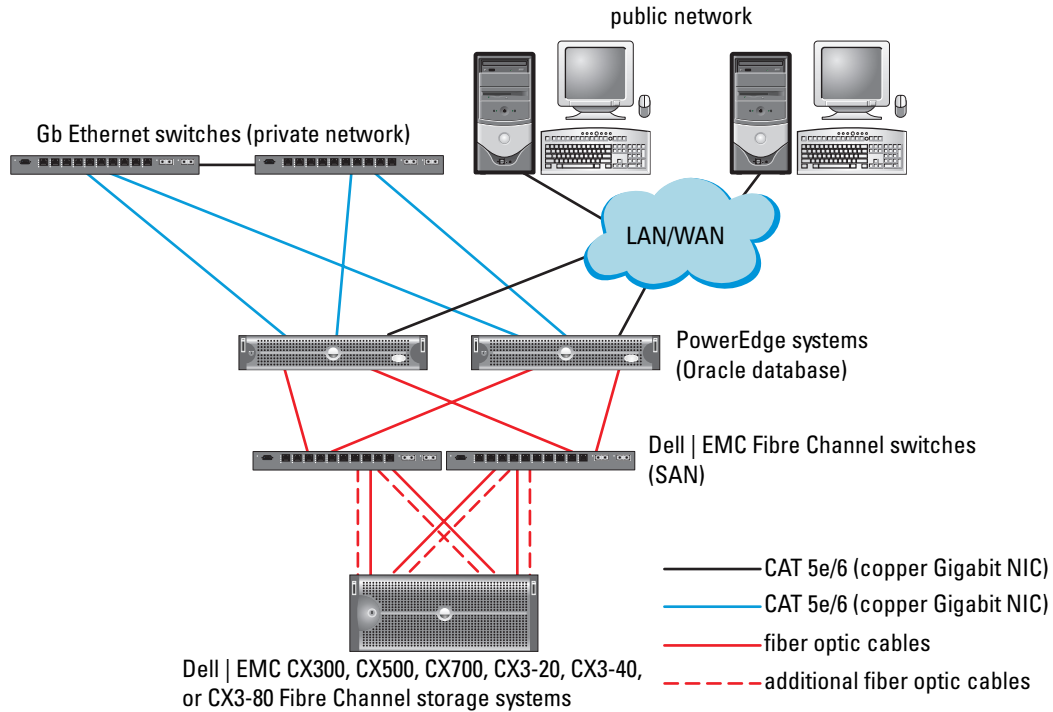 public network
Gb Ethernet switches (private network)
LAN/WAN
PowerEdge systems
(Oracle database)
Dell | EMC Fibre Channel switches
(SAN)
CAT 5e/6 (copper Gigabit NIC)
CAT 5e/6 (copper Gigabit NIC)
fiber optic cables
additional fiber optic cables
Dell | EMC CX300, CX500, CX700, CX3-20, CX3-40,
or CX3-80 Fibre Channel storage systems